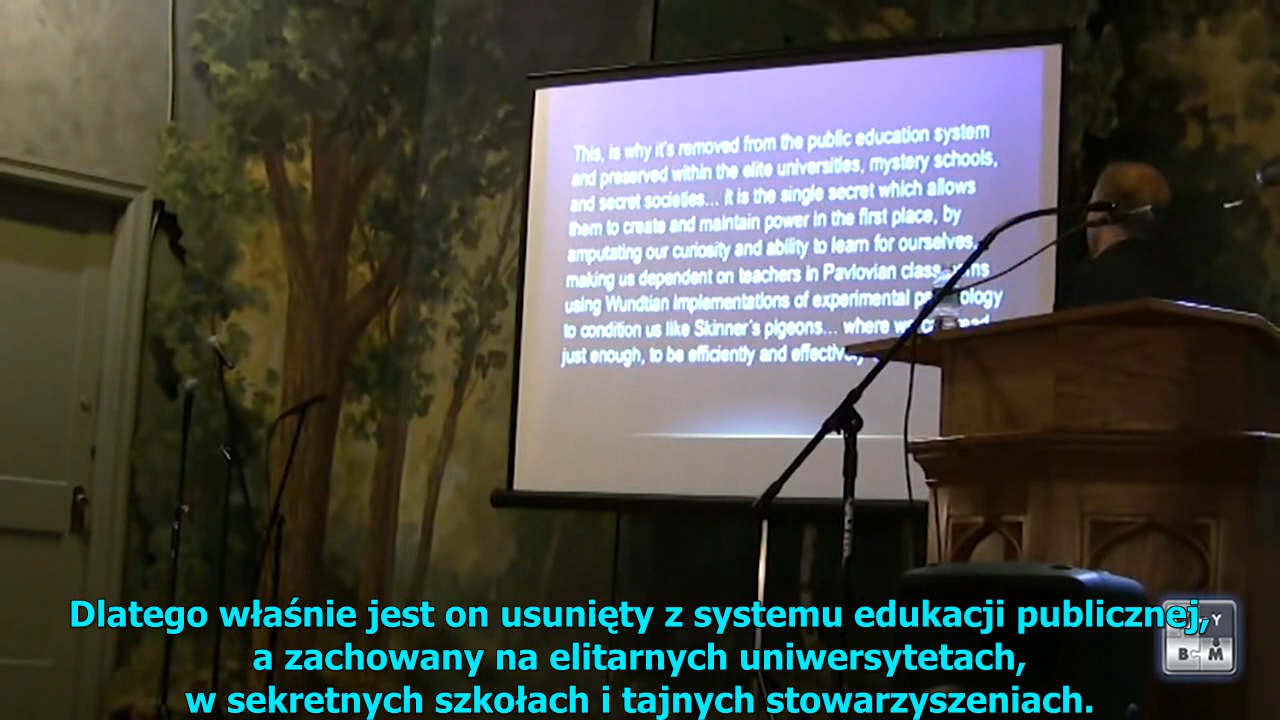 This, is why it's removed from the public education system
and preserved within the elite universities, mystery schools,
and secret societies... it is the single secret which allows
them to create and maintain power in the first place, by
amputating our curiosity and ability to learn for ourselves,
making us dependent on teachers in Pavlovian
using Wundtian implementations of experimental
to condition us like Skinner's pigeons... where
just enough, to be efficiently and
Dlatego właśnie jest on usunięty z systemu edukacji publicznej,
a zachowany na elitarnych uniwersytetach,
w sekretnych szkołach i tajnych stowarzyszeniach.
Y
B M